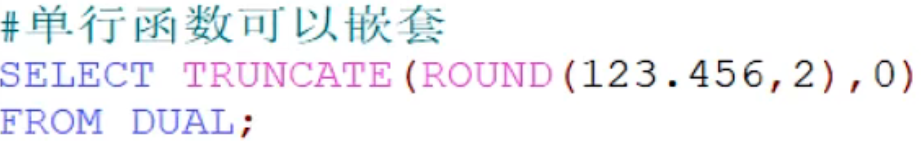 #单行函数可以嵌套
SELECT TRUNCATE(ROUND(123.456,2),0)
FROM DUAL;